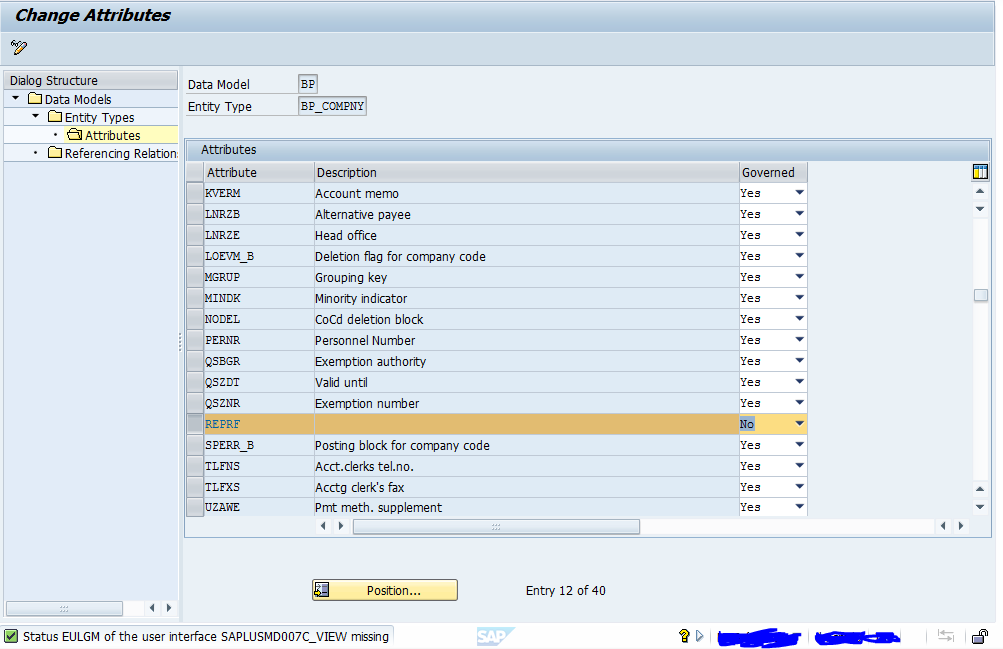 Change Attributes
Dialog Structure
Data Models
Entity Types
Attributes
Referencing Relation
Data Model BP
Entity Type BP_COMPNY
Attributes
Attribute Description Governed
KVERM Account memo Yes
LNRZB Alternative payee Yes
LNRZE Head office Yes
LOEVM_B Deletion flag for company code Yes
MGRUP Grouping key Yes
MINDK Minority indicator Yes
NODEL CoCd deletion block Yes
PERNR Personnel Number Yes
QSBGR Exemption authority Yes
QSZDT Valid until Yes
QSZNR Exemption number Yes
REPRF No
SPERR_B Posting block for company code Yes
TLFNS Acct.clerks tel.no. Yes
TLFXS Acctg clerk's fax Yes
UZAWE Pmt meth. supplement Yes
Position... Entry 12 of 40
Status EULGM of the user interface SAPLUSMD007C_VIEW missing SAP